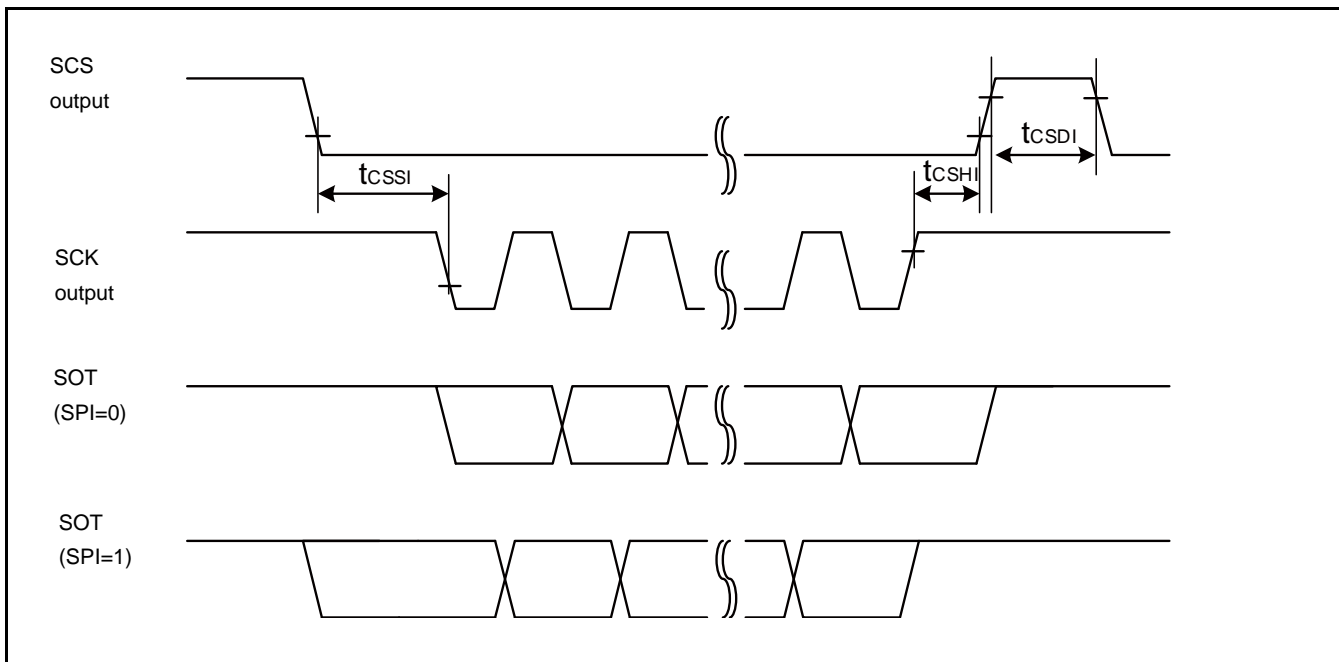 SCS
output
tCSDI
tCSSI
tCSHI
SCK
output
SOT
(SPI=0)
SOT
(SPI=1)